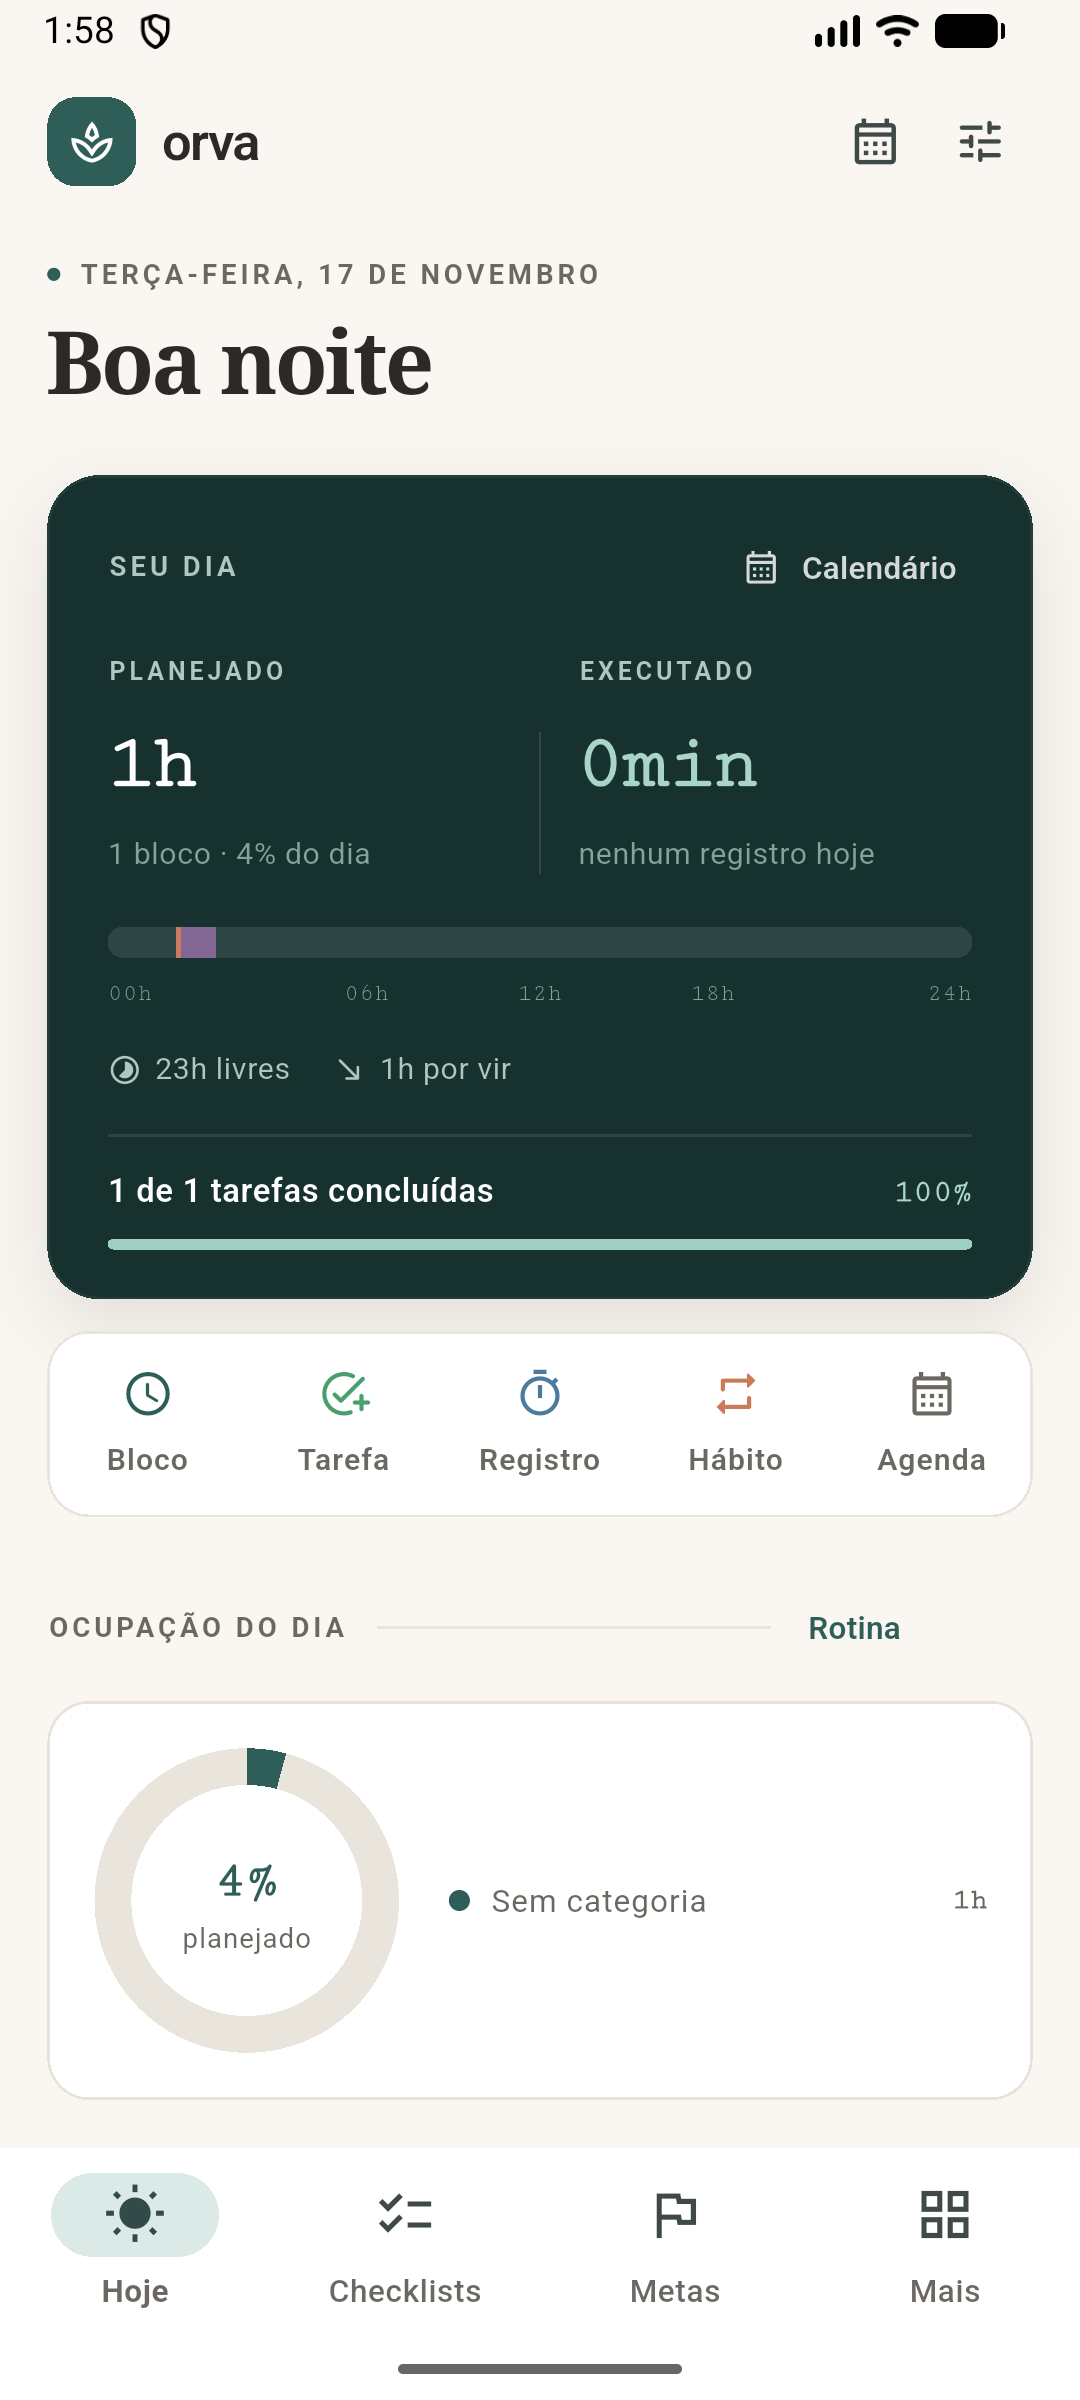 1:58
orva
TERÇA-FEIRA, 17 DE NOVEMBRO
Boa noite
SEU DIA
Calendário
PLANEJADO
EXECUTADO
1h
0min
1 bloco · 4% do dia
nenhum registro hoje
00h 06h 12h 18h 24h
23h livres
1h por vir
1 de 1 tarefas concluídas
100%
Bloco
Tarefa
Registro
Hábito
Agenda
OCUPAÇÃO DO DIA
Rotina
4%
planejado
Sem categoria
1h
Hoje
Checklists
Metas
Mais